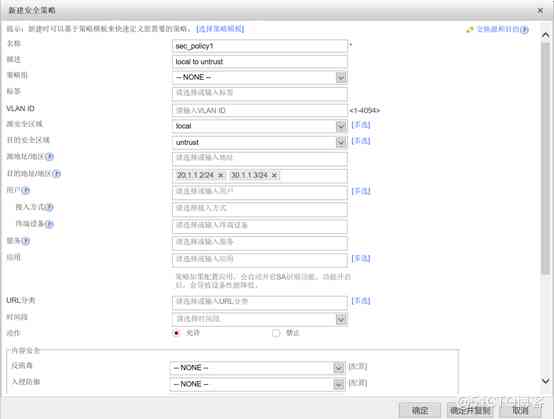 新建安全策略
提示：新建时可以基于策略模板来快速定义您需要的策略。 [选择策略模板]
交换源和目的
名称 sec_policy1 *
描述 local to untrust
策略组 -- NONE --
标签 请选择或输入标签
VLAN ID 请输入VLAN ID <1-4094>
源安全区域 local [多选]
目的安全区域 untrust [多选]
源地址/地区 请选择或输入地址
目的地址/地区 20.1.1.2/24 × 30.1.1.3/24 ×
用户 请选择或输入用户 [多选]
接入方式 请选择接入方式
终端设备 请选择或输入终端设备
服务 请选择或输入服务
应用 请选择或输入应用 [多选]
策略如果配置应用，会自动开启SA识别功能。功能开启
后，会导致设备性能降低。
URL分类 请选择或输入URL分类 [多选]
时间段 请选择时间段
动作 允许 禁止
内容安全
反病毒 -- NONE -- [配置]
入侵防御 -- NONE -- [配置]
确定 确定并复制 取消
@51CTO博客